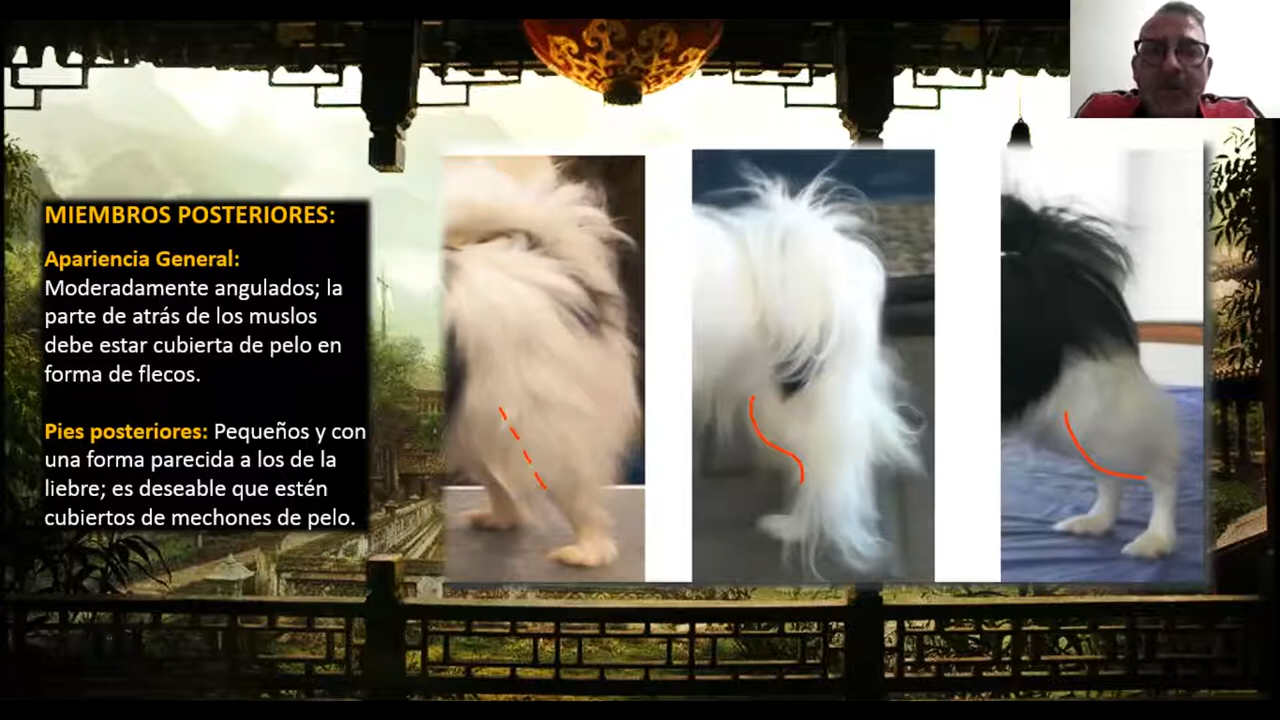 MIEMBROS POSTERIORES:
Apariencia General:
Moderadamente angulados; la
parte de atrás de los muslos
debe estar cubierta de pelo en
forma de flecos.
Pies posteriores: Pequeños y con
una forma parecida a los de la
liebre; es deseable que estén
cubiertos de mechones de pelo.